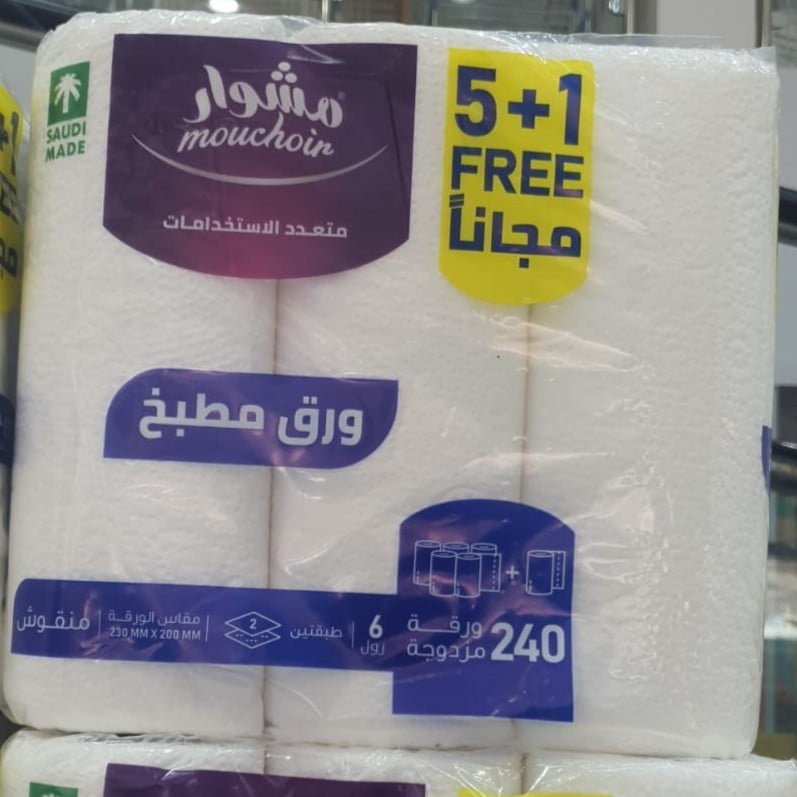 SAUDI
MADE
مشوار
mouchoir
متعدد الاستخدامات
5+1
FREE
مجاناً
ورق مطبخ
240 ورقة
مزدوجة
6
رول
طبقتين
2
مقاس الورقة
230 MM X 200 MM
منقوش